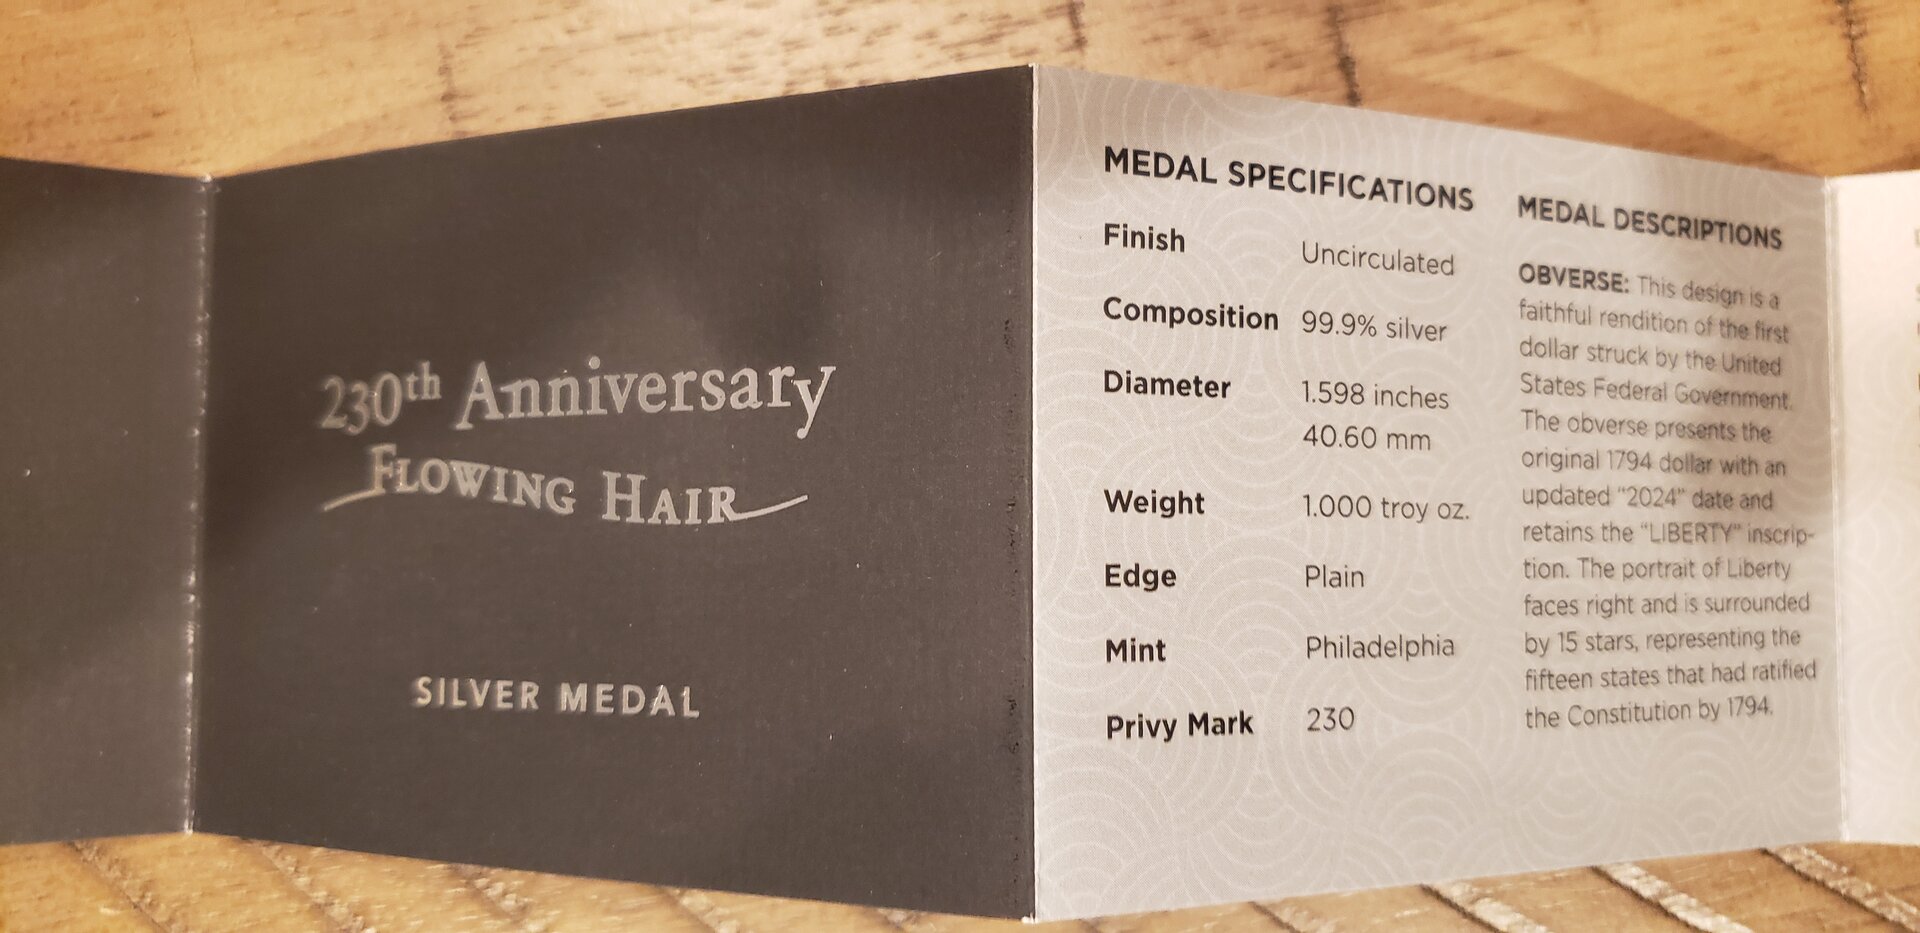 230th Anniversary
FLOWING HAIR
SILVER MEDAL
MEDAL SPECIFICATIONS
Finish Uncirculated
Composition 99.9% silver
Diameter 1.598 inches
40.60 mm
Weight 1.000 troy oz.
Edge Plain
Mint Philadelphia
Privy Mark 230
MEDAL DESCRIPTIONS
OBVERSE: This design is a
faithful rendition of the first
dollar struck by the United
States Federal Government.
The obverse presents the
original 1794 dollar with an
updated “2024” date and
retains the “LIBERTY” inscrip-
tion. The portrait of Liberty
faces right and is surrounded
by 15 stars, representing the
fifteen states that had ratified
the Constitution by 1794.